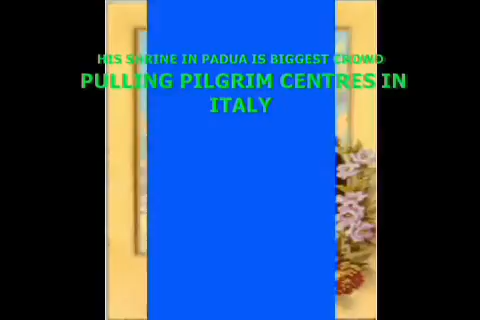 HIS SHRINE IN PADUA IS BIGGEST CROWD
PULLING PILGRIM CENTRES IN
ITALY